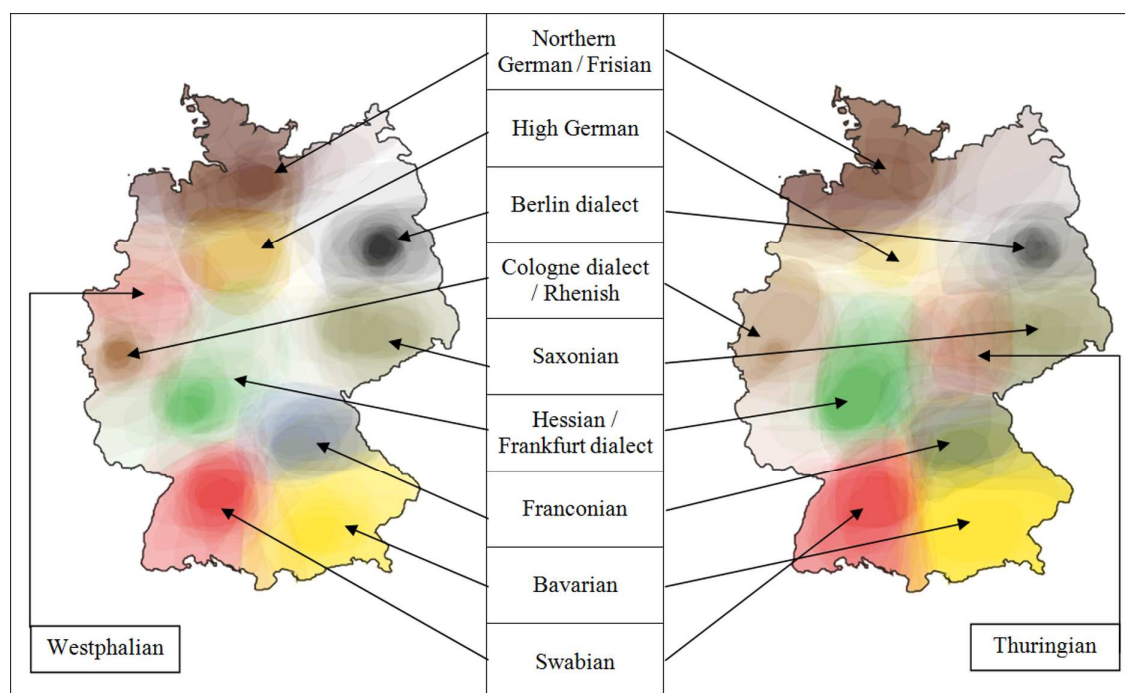 Northern
German / Frisian
High German
Berlin dialect
Cologne dialect
/ Rhenish
Saxonian
Hessian /
Frankfurt dialect
Franconian
Bavarian
Swabian
Westphalian
Thuringian